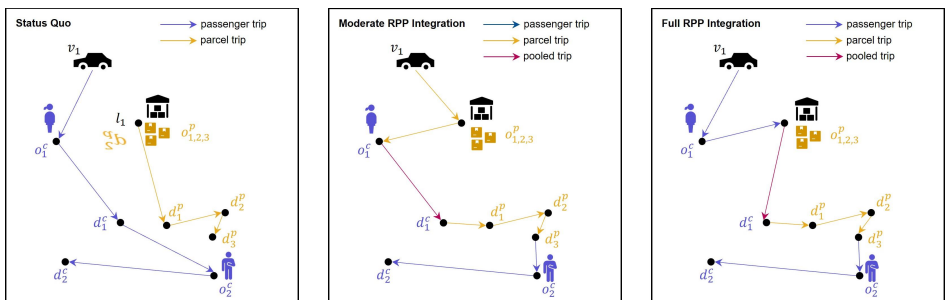 Status Quo
passenger trip
parcel trip
v₁
l₁
o₁,₂,₃ᵖ
d₂ᵖ
o₁ᶜ
d₁ᶜ
d₁ᵖ
d₂ᵖ
d₃ᵖ
d₂ᶜ
o₂ᶜ
Moderate RPP Integration
passenger trip
parcel trip
pooled trip
v₁
o₁,₂,₃ᵖ
o₁ᶜ
d₁ᶜ
d₁ᵖ
d₂ᵖ
d₃ᵖ
d₂ᶜ
o₂ᶜ
Full RPP Integration
passenger trip
parcel trip
pooled trip
v₁
o₁,₂,₃ᵖ
o₁ᶜ
d₁ᶜ
d₁ᵖ
d₂ᵖ
d₃ᵖ
d₂ᶜ
o₂ᶜ